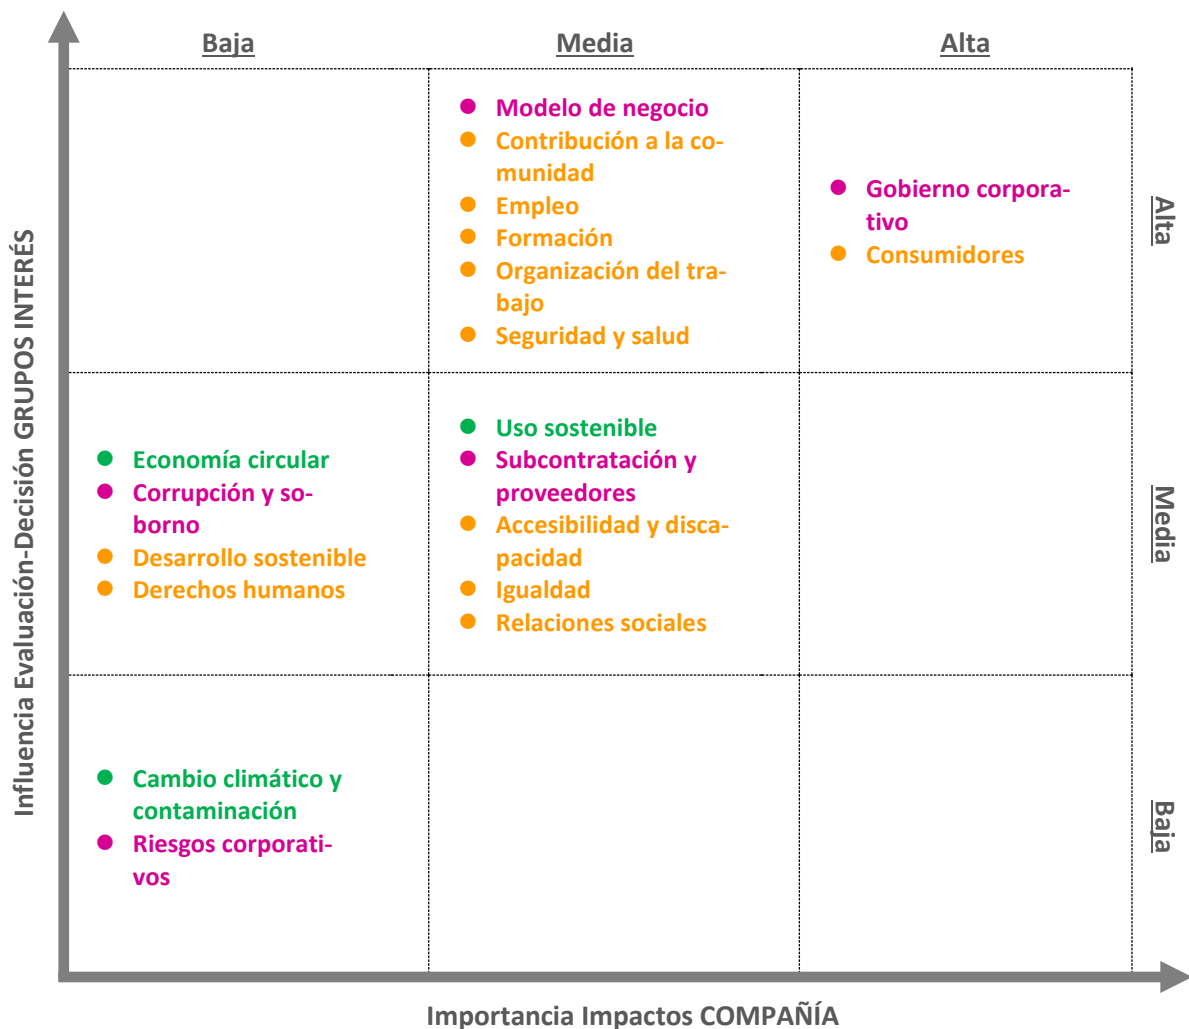 Baja
Media
Alta
Influencia Evaluación-Decisión GRUPOS INTERÉS
Modelo de negocio
Contribución a la co-
munidad
Empleo
Formación
Organización del tra-
bajo
Seguridad y salud
Gobierno corpora-
tivo
Consumidores
Alta
Economía circular
Corrupción y so-
borno
Desarrollo sostenible
Derechos humanos
Uso sostenible
Subcontratación y
proveedores
Accesibilidad y disca-
pacidad
Igualdad
Relaciones sociales
Media
Cambio climático y
contaminación
Riesgos corporati-
vos
Baja
Importancia Impactos COMPAÑÍA